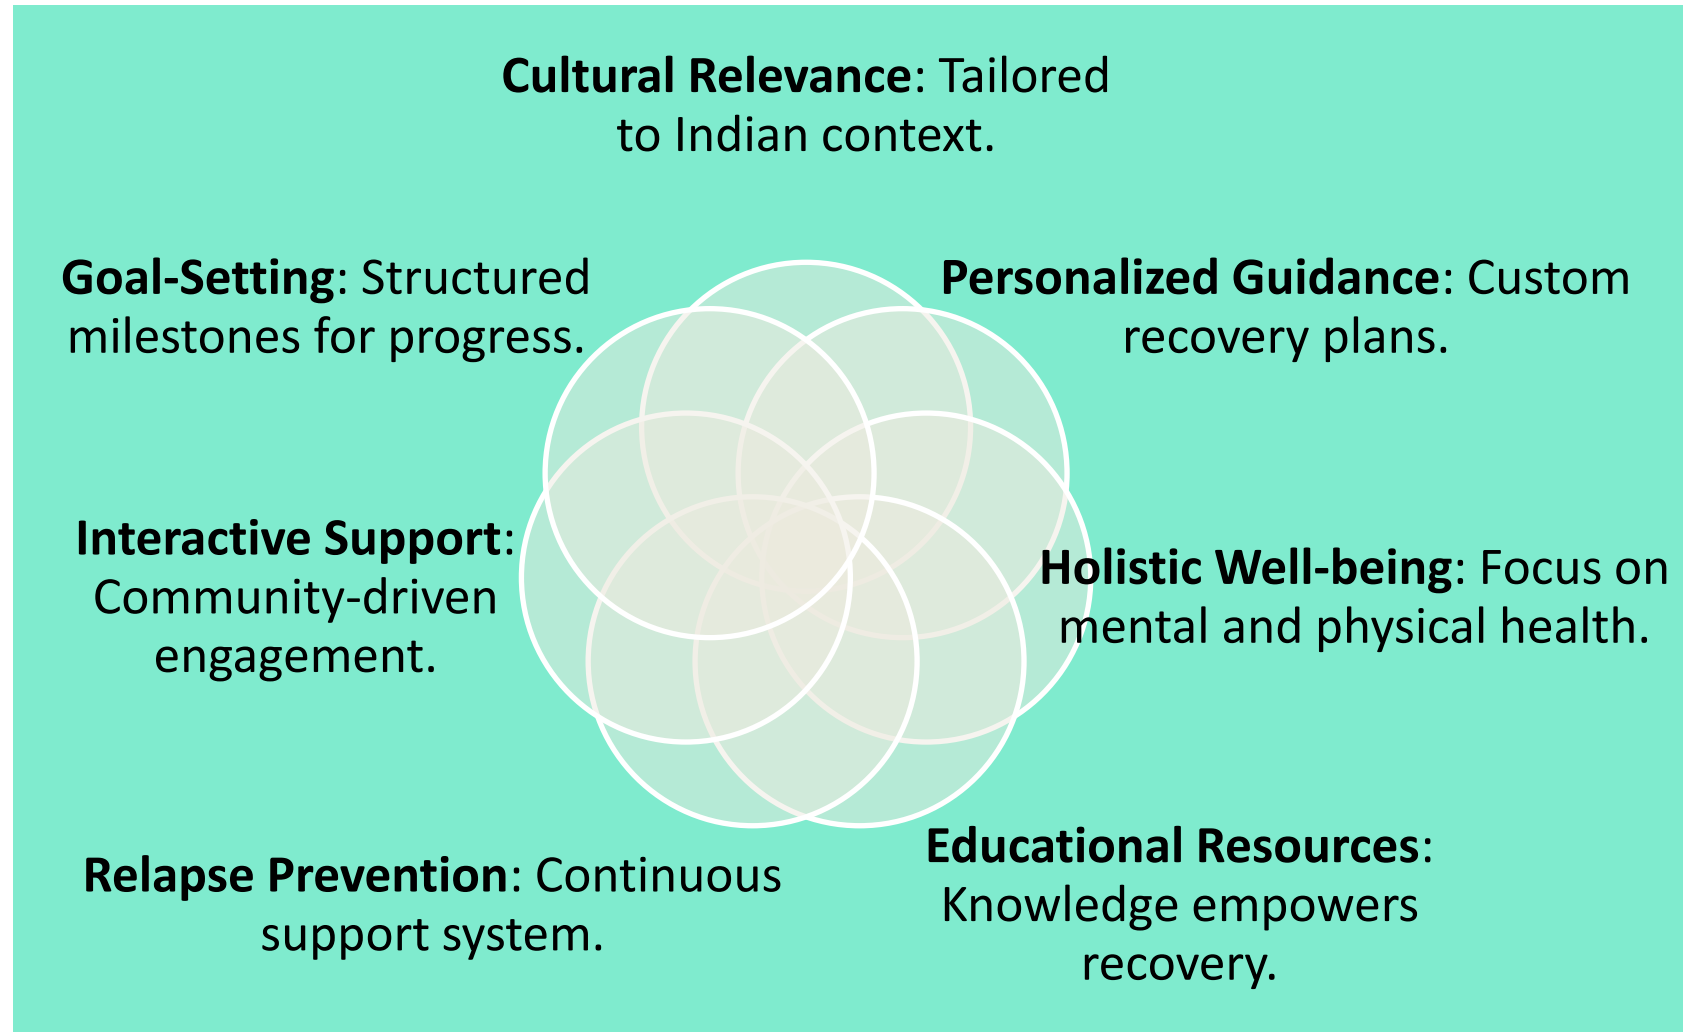 Cultural Relevance: Tailored
to Indian context.
Goal-Setting: Structured
milestones for progress.
Personalized Guidance: Custom
recovery plans.
Interactive Support:
Community-driven
engagement.
Holistic Well-being: Focus on
mental and physical health.
Relapse Prevention: Continuous
support system.
Educational Resources:
Knowledge empowers
recovery.